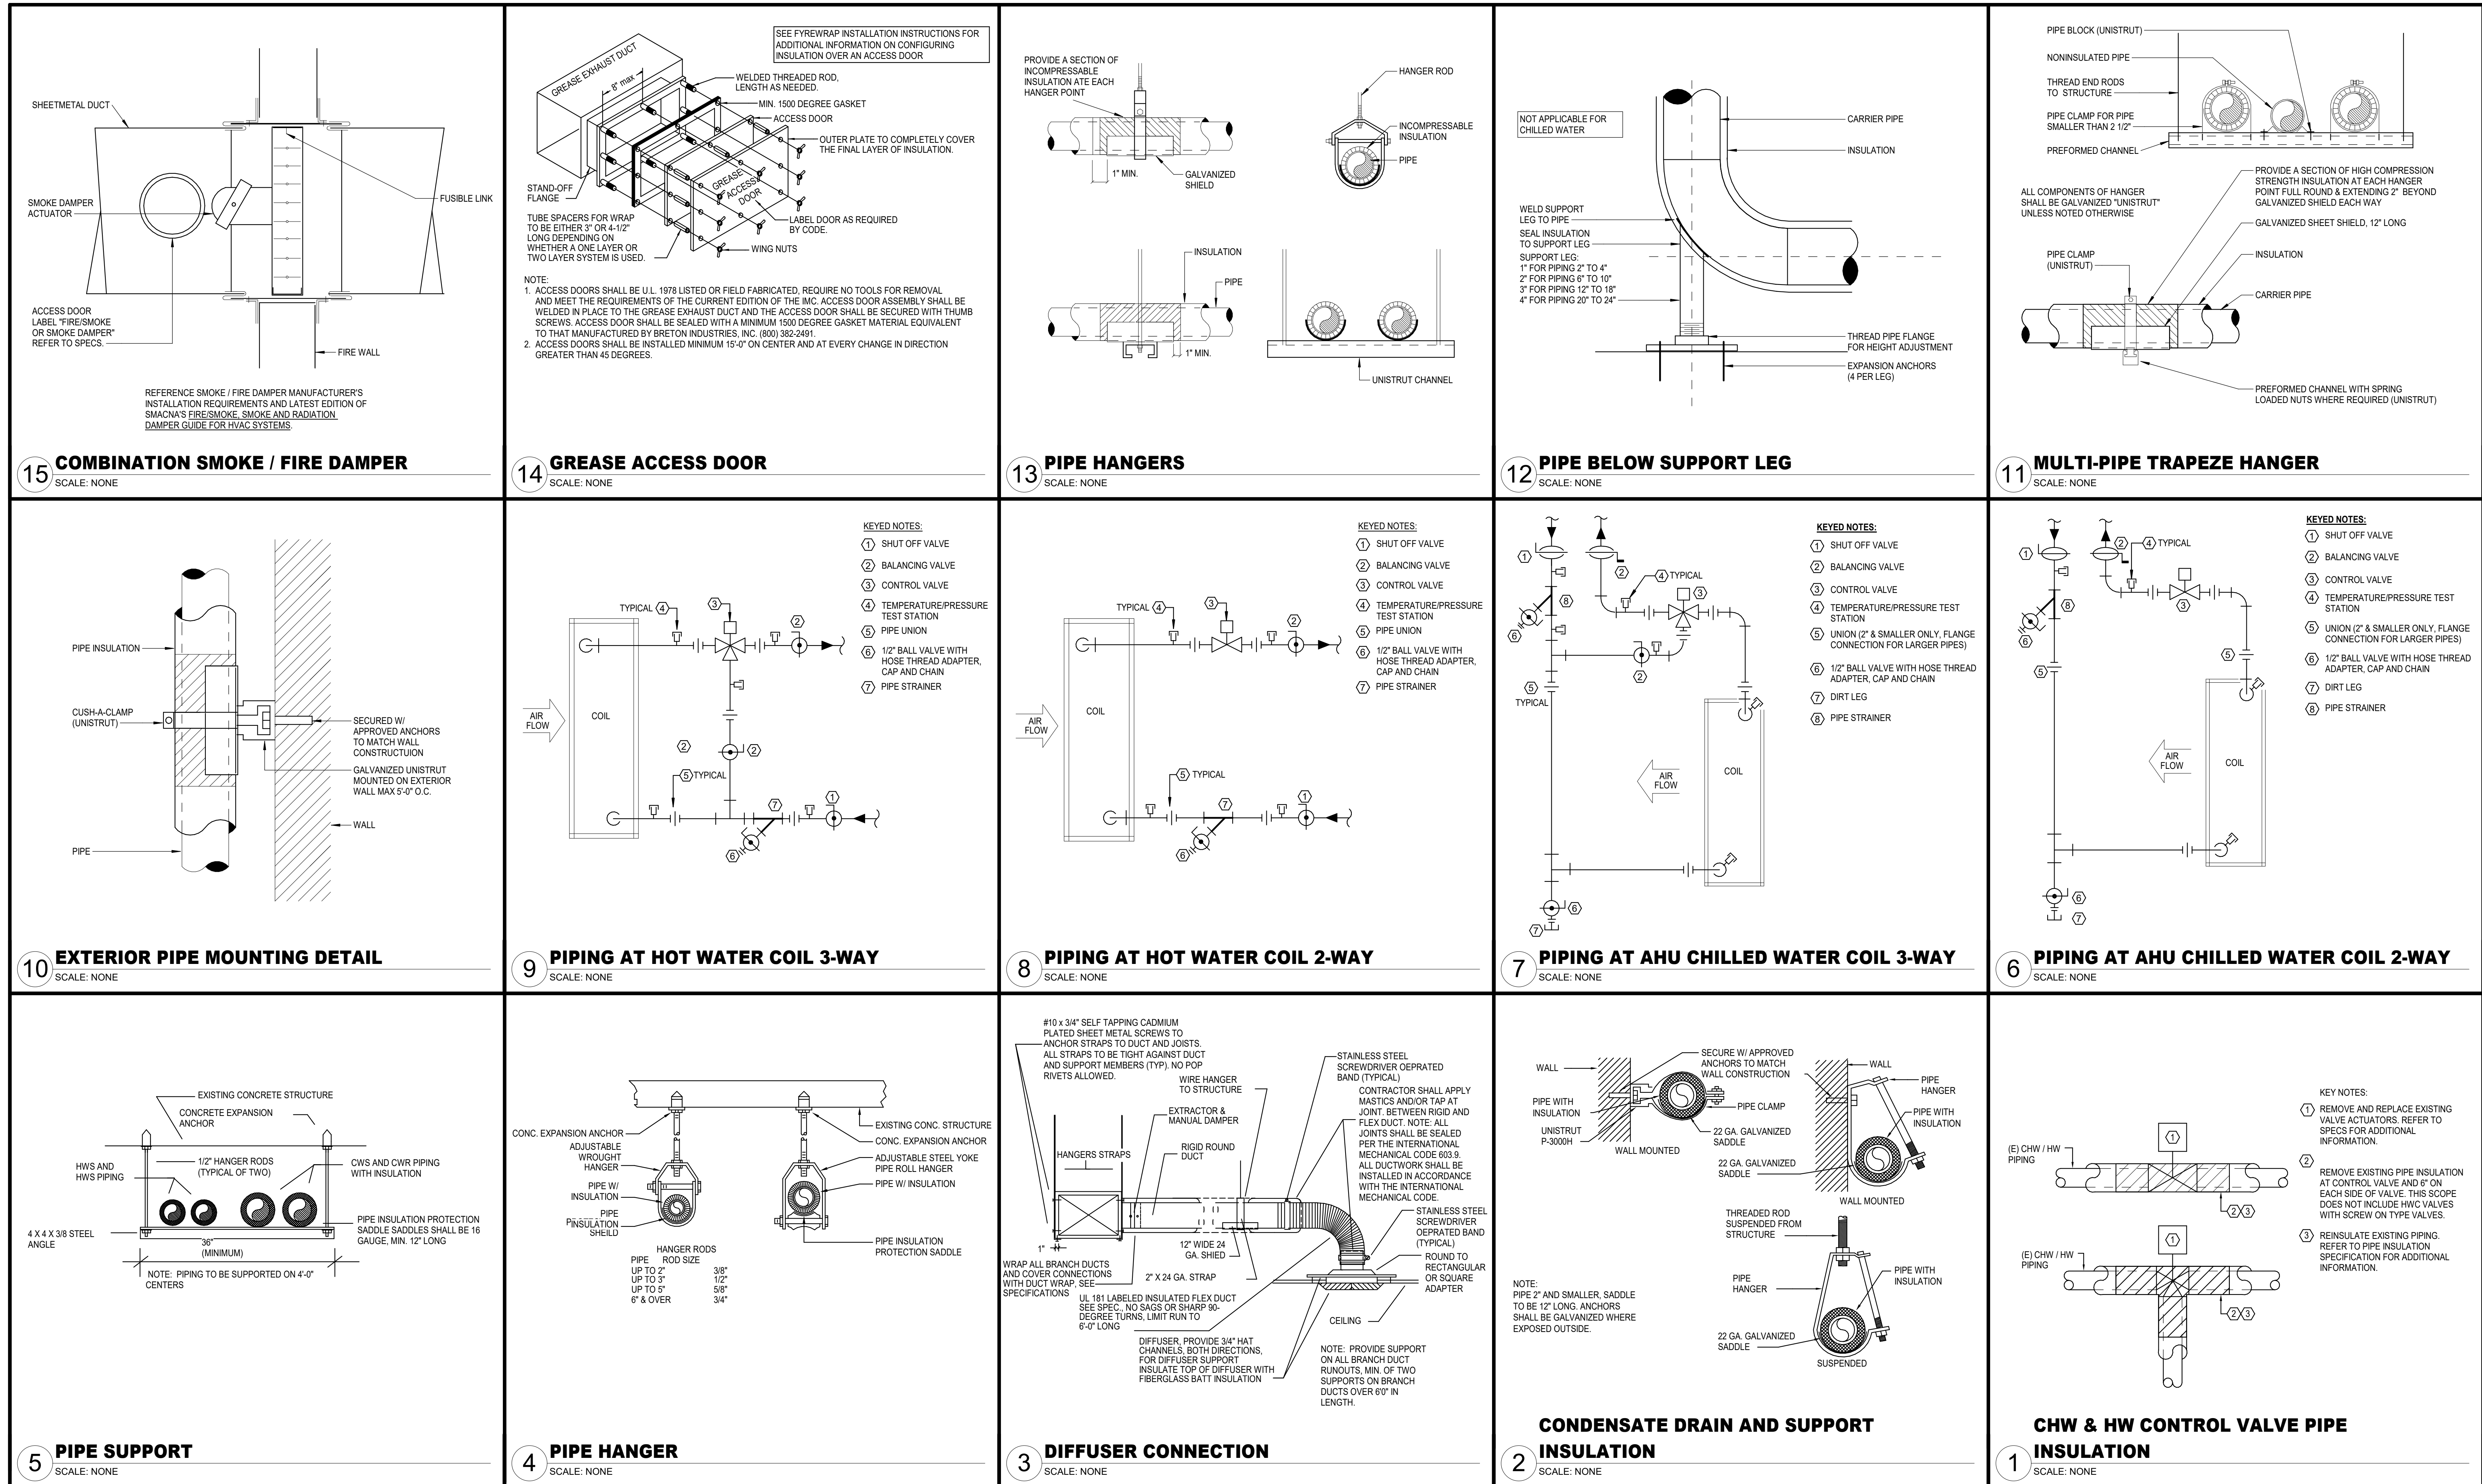 SHEETMETAL DUCT
SMOKE DAMPER
ACTUATOR
FUSIBLE LINK
ACCESS DOOR
LABEL "FIRE/SMOKE
OR SMOKE DAMPER"
REFER TO SPECS.
FIRE WALL
REFERENCE SMOKE / FIRE DAMPER MANUFACTURER'S
INSTALLATION REQUIREMENTS AND LATEST EDITION OF
SMACNA'S FIRE/SMOKE, SMOKE AND RADIATION
DAMPER GUIDE FOR HVAC SYSTEMS.
15 COMBINATION SMOKE / FIRE DAMPER
SCALE: NONE
SEE FYREWRAP INSTALLATION INSTRUCTIONS FOR
ADDITIONAL INFORMATION ON CONFIGURING
INSULATION OVER AN ACCESS DOOR
GREASE EXHAUST DUCT
8" max
WELDED THREADED ROD,
LENGTH AS NEEDED.
MIN. 1500 DEGREE GASKET
ACCESS DOOR
OUTER PLATE TO COMPLETELY COVER
THE FINAL LAYER OF INSULATION.
GREASE
ACCESS
DOOR
STAND-OFF
FLANGE
TUBE SPACERS FOR WRAP
TO BE EITHER 3" OR 4-1/2"
LONG DEPENDING ON
WHETHER A ONE LAYER OR
TWO LAYER SYSTEM IS USED.
LABEL DOOR AS REQUIRED
BY CODE.
WING NUTS
NOTE:
1. ACCESS DOORS SHALL BE U.L. 1978 LISTED OR FIELD FABRICATED, REQUIRE NO TOOLS FOR REMOVAL
AND MEET THE REQUIREMENTS OF THE CURRENT EDITION OF THE IMC. ACCESS DOOR ASSEMBLY SHALL BE
WELDED IN PLACE TO THE GREASE EXHAUST DUCT AND THE ACCESS DOOR SHALL BE SECURED WITH THUMB
SCREWS. ACCESS DOOR SHALL BE SEALED WITH A MINIMUM 1500 DEGREE GASKET MATERIAL EQUIVALENT
TO THAT MANUFACTURED BY BRETON INDUSTRIES, INC. (800) 382-2491.
2. ACCESS DOORS SHALL BE INSTALLED MINIMUM 15'-0" ON CENTER AND AT EVERY CHANGE IN DIRECTION
GREATER THAN 45 DEGREES.
14 GREASE ACCESS DOOR
SCALE: NONE
PROVIDE A SECTION OF
INCOMPRESSABLE
INSULATION ATE EACH
HANGER POINT
HANGER ROD
INCOMPRESSABLE
INSULATION
PIPE
1" MIN.
GALVANIZED
SHIELD
INSULATION
PIPE
1" MIN.
UNISTRUT CHANNEL
13 PIPE HANGERS
SCALE: NONE
NOT APPLICABLE FOR
CHILLED WATER
CARRIER PIPE
INSULATION
WELD SUPPORT
LEG TO PIPE
SEAL INSULATION
TO SUPPORT LEG
SUPPORT LEG:
1" FOR PIPING 2" TO 4"
2" FOR PIPING 6" TO 10"
3" FOR PIPING 12" TO 18"
4" FOR PIPING 20" TO 24"
THREAD PIPE FLANGE
FOR HEIGHT ADJUSTMENT
EXPANSION ANCHORS
(4 PER LEG)
12 PIPE BELOW SUPPORT LEG
SCALE: NONE
PIPE BLOCK (UNISTRUT)
NONINSULATED PIPE
THREAD END RODS
TO STRUCTURE
PIPE CLAMP FOR PIPE
SMALLER THAN 2 1/2"
PREFORMED CHANNEL
ALL COMPONENTS OF HANGER
SHALL BE GALVANIZED "UNISTRUT"
UNLESS NOTED OTHERWISE
PROVIDE A SECTION OF HIGH COMPRESSION
STRENGTH INSULATION AT EACH HANGER
POINT FULL ROUND & EXTENDING 2" BEYOND
GALVANIZED SHIELD EACH WAY
GALVANIZED SHEET SHIELD, 12" LONG
PIPE CLAMP
(UNISTRUT)
INSULATION
CARRIER PIPE
PREFORMED CHANNEL WITH SPRING
LOADED NUTS WHERE REQUIRED (UNISTRUT)
11 MULTI-PIPE TRAPEZE HANGER
SCALE: NONE
PIPE INSULATION
CUSH-A-CLAMP
(UNISTRUT)
SECURED W/
APPROVED ANCHORS
TO MATCH WALL
CONSTRUCTUION
GALVANIZED UNISTRUT
MOUNTED ON EXTERIOR
WALL MAX 5'-0" O.C.
WALL
PIPE
10 EXTERIOR PIPE MOUNTING DETAIL
SCALE: NONE
KEYED NOTES:
1 SHUT OFF VALVE
2 BALANCING VALVE
3 CONTROL VALVE
4 TEMPERATURE/PRESSURE
TEST STATION
5 PIPE UNION
6 1/2" BALL VALVE WITH
HOSE THREAD ADAPTER,
CAP AND CHAIN
7 PIPE STRAINER
TYPICAL 4
3
2
AIR
FLOW
COIL
2
2
5 TYPICAL
7
1
6
9 PIPING AT HOT WATER COIL 3-WAY
SCALE: NONE
KEYED NOTES:
1 SHUT OFF VALVE
2 BALANCING VALVE
3 CONTROL VALVE
4 TEMPERATURE/PRESSURE
TEST STATION
5 PIPE UNION
6 1/2" BALL VALVE WITH
HOSE THREAD ADAPTER,
CAP AND CHAIN
7 PIPE STRAINER
TYPICAL 4
3
2
AIR
FLOW
COIL
5 TYPICAL
7
1
6
8 PIPING AT HOT WATER COIL 2-WAY
SCALE: NONE
KEYED NOTES:
1 SHUT OFF VALVE
2 BALANCING VALVE
3 CONTROL VALVE
4 TEMPERATURE/PRESSURE TEST
STATION
5 UNION (2" & SMALLER ONLY, FLANGE
CONNECTION FOR LARGER PIPES)
6 1/2" BALL VALVE WITH HOSE THREAD
ADAPTER, CAP AND CHAIN
7 DIRT LEG
8 PIPE STRAINER
1
2
4 TYPICAL
3
8
6
2
5
TYPICAL
AIR
FLOW
COIL
6
7
7 PIPING AT AHU CHILLED WATER COIL 3-WAY
SCALE: NONE
KEYED NOTES:
1 SHUT OFF VALVE
2 BALANCING VALVE
3 CONTROL VALVE
4 TEMPERATURE/PRESSURE TEST
STATION
5 UNION (2" & SMALLER ONLY, FLANGE
CONNECTION FOR LARGER PIPES)
6 1/2" BALL VALVE WITH HOSE THREAD
ADAPTER, CAP AND CHAIN
7 DIRT LEG
8 PIPE STRAINER
1
2
4 TYPICAL
3
8
6
5
5
AIR
FLOW
COIL
6
7
6 PIPING AT AHU CHILLED WATER COIL 2-WAY
SCALE: NONE
EXISTING CONCRETE STRUCTURE
CONCRETE EXPANSION
ANCHOR
HWS AND
HWS PIPING
1/2" HANGER RODS
(TYPICAL OF TWO)
CWS AND CWR PIPING
WITH INSULATION
4 X 4 X 3/8 STEEL
ANGLE
36"
(MINIMUM)
PIPE INSULATION PROTECTION
SADDLE SADDLES SHALL BE 16
GAUGE, MIN. 12" LONG
NOTE: PIPING TO BE SUPPORTED ON 4'-0"
CENTERS
5 PIPE SUPPORT
SCALE: NONE
CONC. EXPANSION ANCHOR
ADJUSTABLE
WROUGHT
HANGER
PIPE W/
INSULATION
PIPE
INSULATION
SHEILD
EXISTING CONC. STRUCTURE
CONC. EXPANSION ANCHOR
ADJUSTABLE STEEL YOKE
PIPE ROLL HANGER
PIPE W/ INSULATION
PIPE INSULATION
PROTECTION SADDLE
HANGER RODS
PIPE ROD SIZE
UP TO 2" 3/8"
UP TO 3" 1/2"
UP TO 5" 5/8"
6" & OVER 3/4"
4 PIPE HANGER
SCALE: NONE
#10 x 3/4" SELF TAPPING CADMIUM
PLATED SHEET METAL SCREWS TO
ANCHOR STRAPS TO DUCT AND JOISTS.
ALL STRAPS TO BE TIGHT AGAINST DUCT
AND SUPPORT MEMBERS (TYP). NO POP
RIVETS ALLOWED.
WIRE HANGER
TO STRUCTURE
EXTRACTOR &
MANUAL DAMPER
HANGERS STRAPS
RIGID ROUND
DUCT
STAINLESS STEEL
SCREWDRIVER OEPRATED
BAND (TYPICAL)
CONTRACTOR SHALL APPLY
MASTICS AND/OR TAP AT
JOINT. BETWEEN RIGID AND
FLEX DUCT. NOTE: ALL
JOINTS SHALL BE SEALED
PER THE INTERNATIONAL
MECHANICAL CODE 603.9.
ALL DUCTWORK SHALL BE
INSTALLED IN ACCORDANCE
WITH THE INTERNATIONAL
MECHANICAL CODE.
STAINLESS STEEL
SCREWDRIVER
OEPRATED BAND
(TYPICAL)
ROUND TO
RECTANGULAR
OR SQUARE
ADAPTER
1"
12" WIDE 24
GA. SHIED
2" X 24 GA. STRAP
WRAP ALL BRANCH DUCTS
AND COVER CONNECTIONS
WITH DUCT WRAP, SEE
SPECIFICATIONS
UL 181 LABELED INSULATED FLEX DUCT
SEE SPEC., NO SAGS OR SHARP 90-
DEGREE TURNS, LIMIT RUN TO
6'-0" LONG
CEILING
DIFFUSER, PROVIDE 3/4" HAT
CHANNELS, BOTH DIRECTIONS,
FOR DIFFUSER SUPPORT
INSULATE TOP OF DIFFUSER WITH
FIBERGLASS BATT INSULATION
NOTE: PROVIDE SUPPORT
ON ALL BRANCH DUCT
RUNOUTS, MIN. OF TWO
SUPPORTS ON BRANCH
DUCTS OVER 6'0" IN
LENGTH.
3 DIFFUSER CONNECTION
SCALE: NONE
WALL
SECURE W/ APPROVED
ANCHORS TO MATCH
WALL CONSTRUCTION
WALL
PIPE
HANGER
PIPE WITH
INSULATION
PIPE CLAMP
PIPE WITH
INSULATION
UNISTRUT
P-3000H
22 GA. GALVANIZED
SADDLE
WALL MOUNTED
22 GA. GALVANIZED
SADDLE
WALL MOUNTED
THREADED ROD
SUSPENDED FROM
STRUCTURE
PIPE
HANGER
PIPE WITH
INSULATION
NOTE:
PIPE 2" AND SMALLER, SADDLE
TO BE 12" LONG. ANCHORS
SHALL BE GALVANIZED WHERE
EXPOSED OUTSIDE.
22 GA. GALVANIZED
SADDLE
SUSPENDED
2 CONDENSATE DRAIN AND SUPPORT
INSULATION
SCALE: NONE
KEY NOTES:
1 REMOVE AND REPLACE EXISTING
VALVE ACTUATORS. REFER TO
SPECS FOR ADDITIONAL
INFORMATION.
2
REMOVE EXISTING PIPE INSULATION
AT CONTROL VALVE AND 6" ON
EACH SIDE OF VALVE. THIS SCOPE
DOES NOT INCLUDE HWC VALVES
WITH SCREW ON TYPE VALVES.
3 REINSULATE EXISTING PIPING.
REFER TO PIPE INSULATION
SPECIFICATION FOR ADDITIONAL
INFORMATION.
1
(E) CHW / HW
PIPING
2 3
1
(E) CHW / HW
PIPING
2 3
1 CHW & HW CONTROL VALVE PIPE
INSULATION
SCALE: NONE